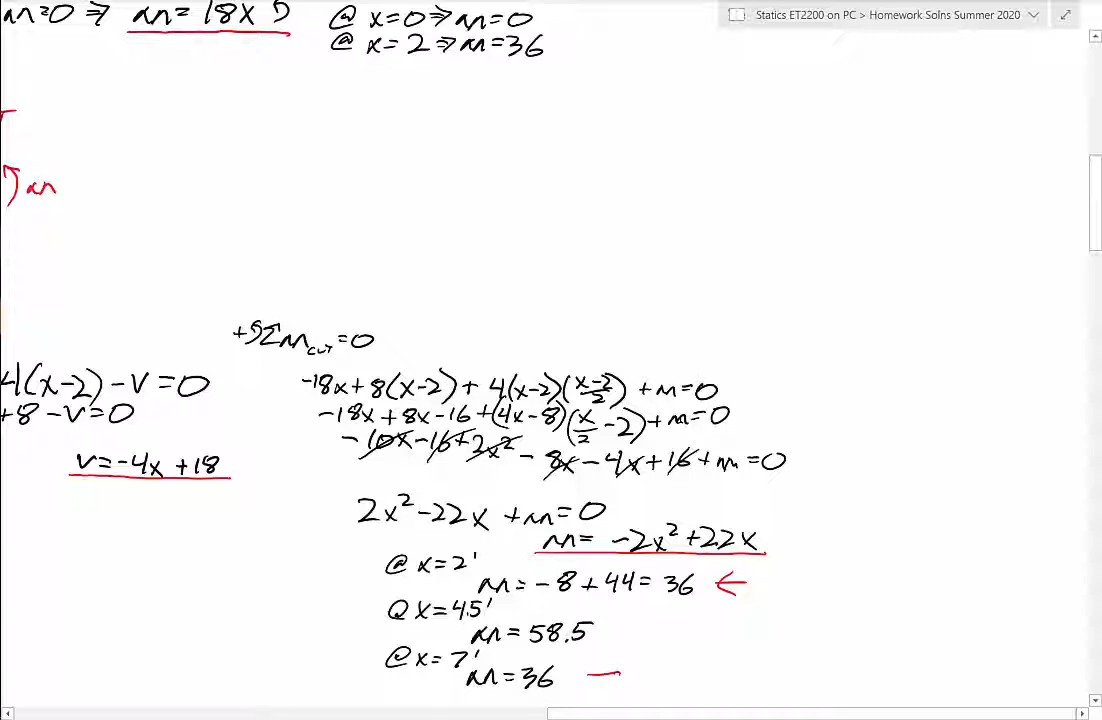 m=0 ⇒ m=18x ↄ @ x=0⇒m=0
@ x=2⇒m=36
Statics ET2200 on PC > Homework Solns Summer 2020
m
+↺ΣM_CUT=0
4(x-2)-V=0
-18x+8(x-2)+4(x-2)(x-2/2)+m=0
+8-V=0
-18x+8x-16+(4x-8)(x/2-2)+m=0
-10x-16+2x²-8x-4x+16+m=0
V=-4x+18
2x²-22x+m=0
m=-2x²+22x
@ x=2'
m=-8+44=36 ←
@ x=4.5'
m=58.5
@ x=7'
m=36